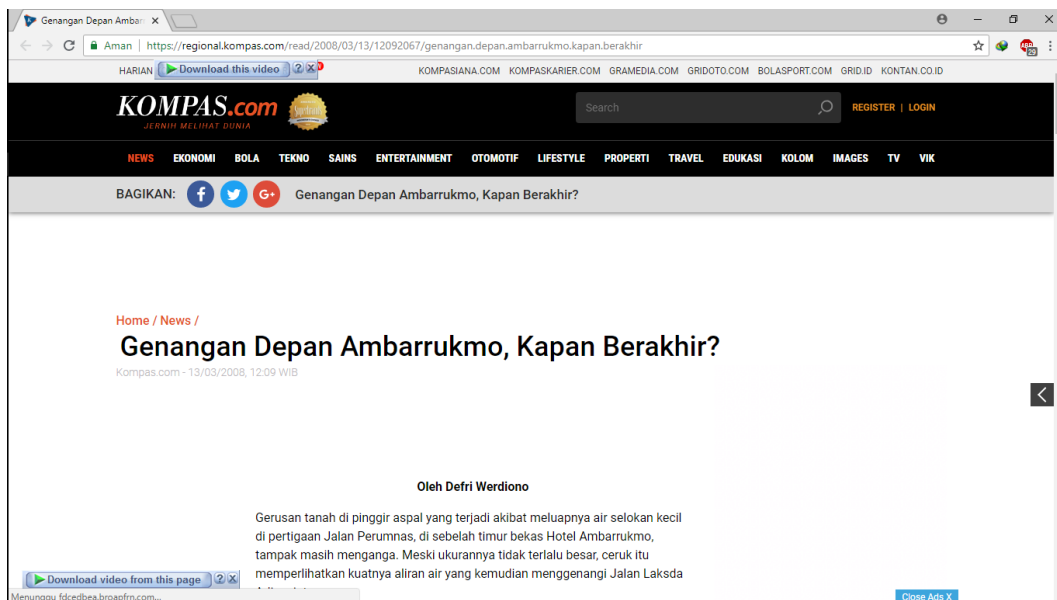 Genangan Depan Ambarr
Aman | https://regional.kompas.com/read/2008/03/13/12092067/genangan.depan.ambarrukmo.kapan.berakhir
HARIAN Download this video ? X KOMPASIANA.COM KOMPASKARIER.COM GRAMEDIA.COM GRIDOTO.COM BOLASPORT.COM GRID.ID KONTAN.CO.ID
KOMPAS.com Search REGISTER | LOGIN
JERNIH MELIHAT DUNIA
NEWS EKONOMI BOLA TEKNO SAINS ENTERTAINMENT OTOMOTIF LIFESTYLE PROPERTI TRAVEL EDUKASI KOLOM IMAGES TV VIK
BAGIKAN: f G+ Genangan Depan Ambarrukmo, Kapan Berakhir?
Home / News /
Genangan Depan Ambarrukmo, Kapan Berakhir?
Kompas.com - 13/03/2008, 12:09 WIB
Oleh Defri Werdiono
Gerusan tanah di pinggir aspal yang terjadi akibat meluapnya air selokan kecil
di pertigaan Jalan Perumnas, di sebelah timur bekas Hotel Ambarrukmo,
tampak masih menganga. Meski ukurannya tidak terlalu besar, ceruk itu
memperlihatkan kuatnya aliran air yang kemudian menggenangi Jalan Laksda
Download video from this page ? X
Menunggu fdcedbea.broapfrn.com...
Close Ads X